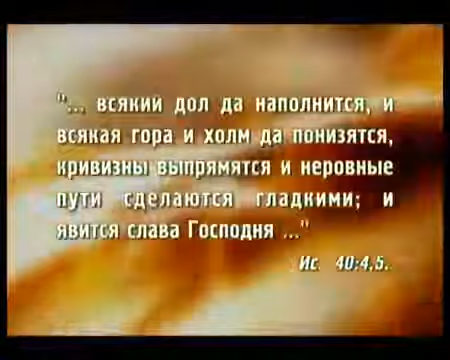 "... всякий дол да наполнится, и
всякая гора и холм да понизятся,
кривизны выпрямятся и неровные
пути сделаются гладкими; и
явится слава Господня ..."
Ис. 40:4,5.